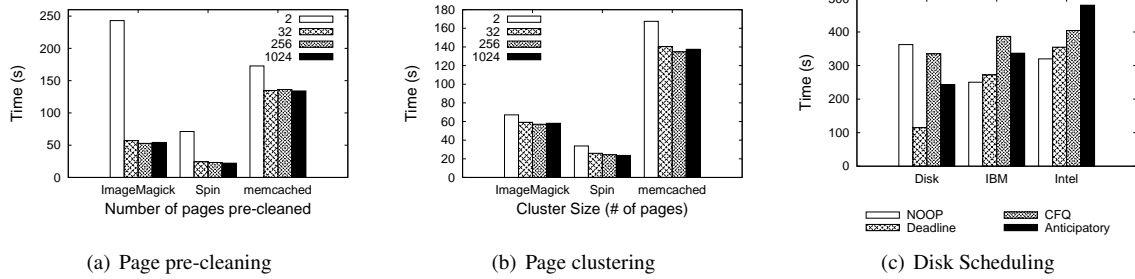 250
200
150
100
50
0
Time (s)
2
32
256
1024
ImageMagick Spin memcached
Number of pages pre-cleaned
(a) Page pre-cleaning
180
160
140
120
100
80
60
40
20
0
Time (s)
2
32
256
1024
ImageMagick Spin memcached
Cluster Size (# of pages)
(b) Page clustering
500
400
300
200
100
0
Time (s)
Disk IBM Intel
NOOP
Deadline
CFQ
Anticipatory
(c) Disk Scheduling